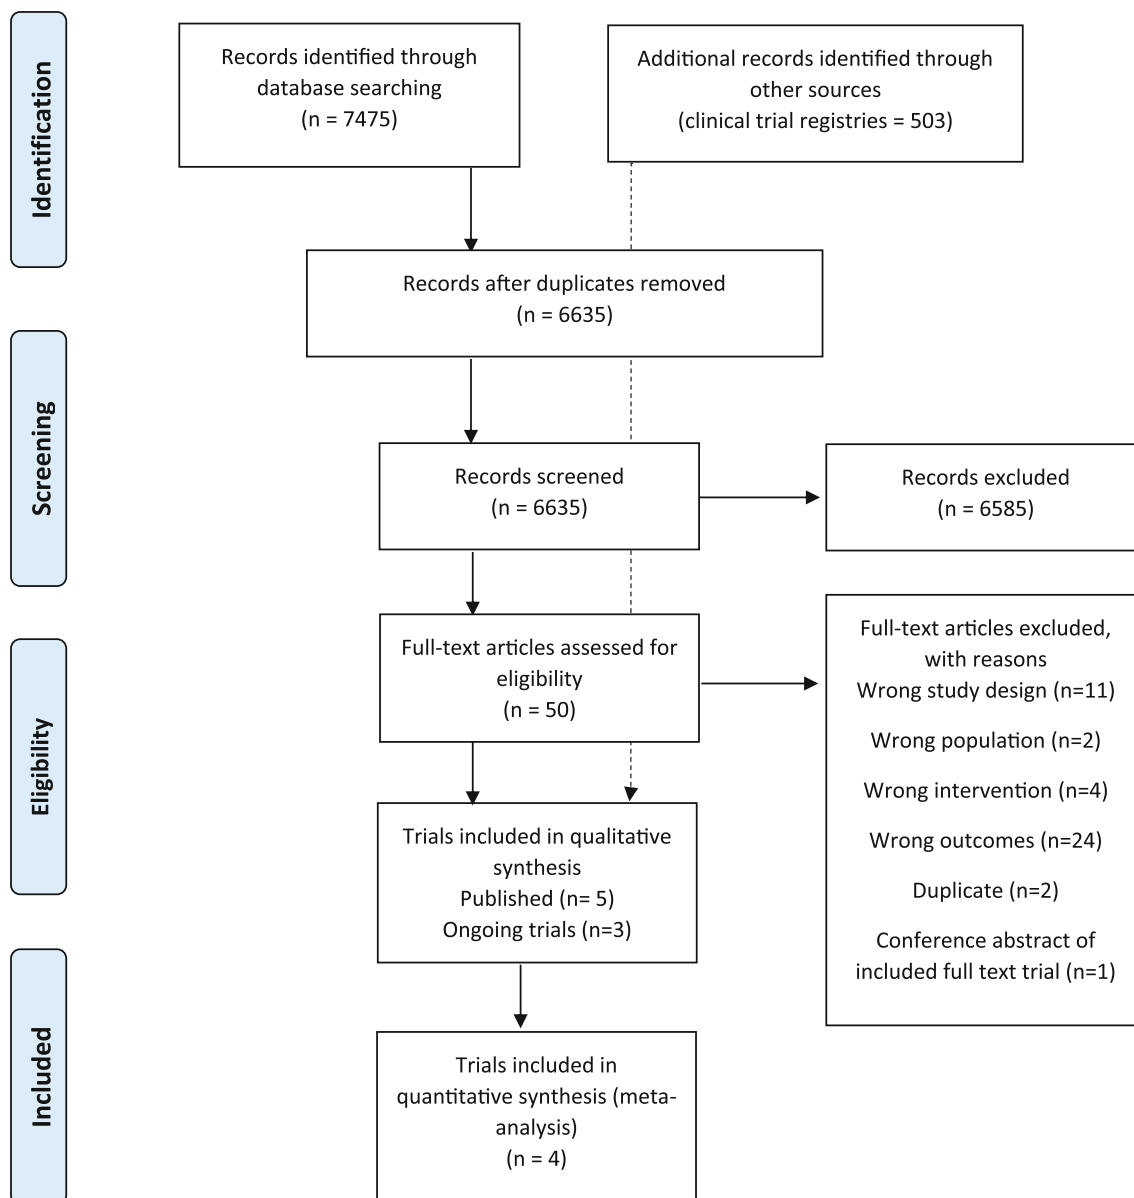 Identification
Records identified through
database searching
(n = 7475)
Additional records identified through
other sources
(clinical trial registries = 503)
Records after duplicates removed
(n = 6635)
Screening
Records screened
(n = 6635)
Records excluded
(n = 6585)
Eligibility
Full-text articles assessed for
eligibility
(n = 50)
Full-text articles excluded,
with reasons
Wrong study design (n=11)
Wrong population (n=2)
Wrong intervention (n=4)
Wrong outcomes (n=24)
Duplicate (n=2)
Conference abstract of
included full text trial (n=1)
Trials included in qualitative
synthesis
Published (n= 5)
Ongoing trials (n=3)
Included
Trials included in
quantitative synthesis (meta-
analysis)
(n = 4)